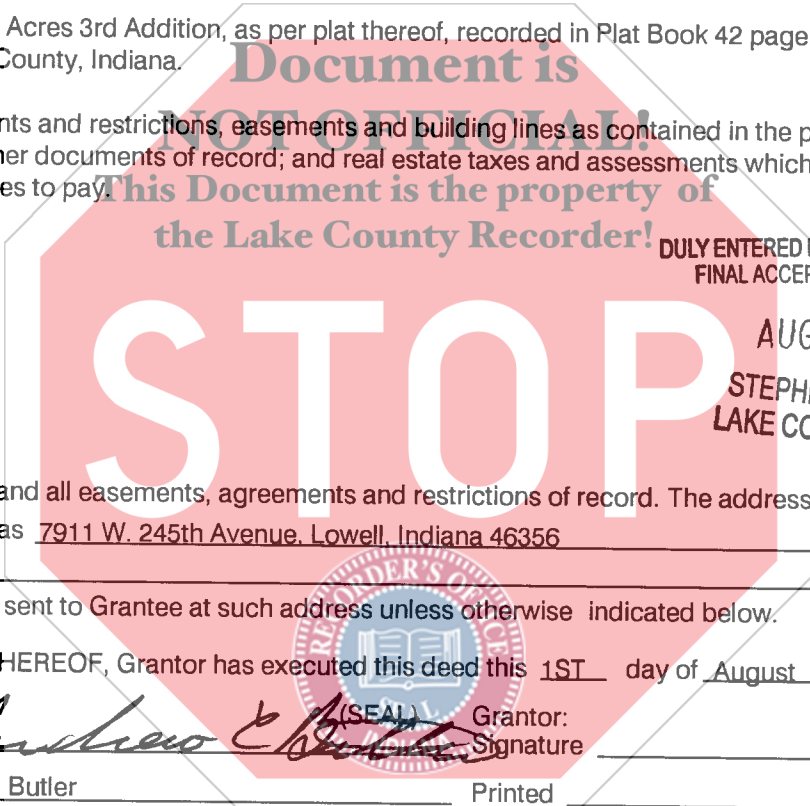 Acres 3rd Addition, as per plat thereof, recorded in Plat Book 42 page
County, Indiana.
Document is
NOT OFFICIAL!
nts and restrictions, easements and building lines as contained in the p
er documents of record; and real estate taxes and assessments which
es to pay.
This Document is the property of
the Lake County Recorder!
DULY ENTERED
FINAL ACCEP
AUG
STEPH
LAKE CO
STOP
and all easements, agreements and restrictions of record. The address
as 7911 W. 245th Avenue, Lowell, Indiana 46356
sent to Grantee at such address unless otherwise indicated below.
HEREOF, Grantor has executed this deed this 1ST day of August
RECORDER'S OFFICE
SEAL
INDIANA
(SEAL) Grantor:
Signature
Butler Printed